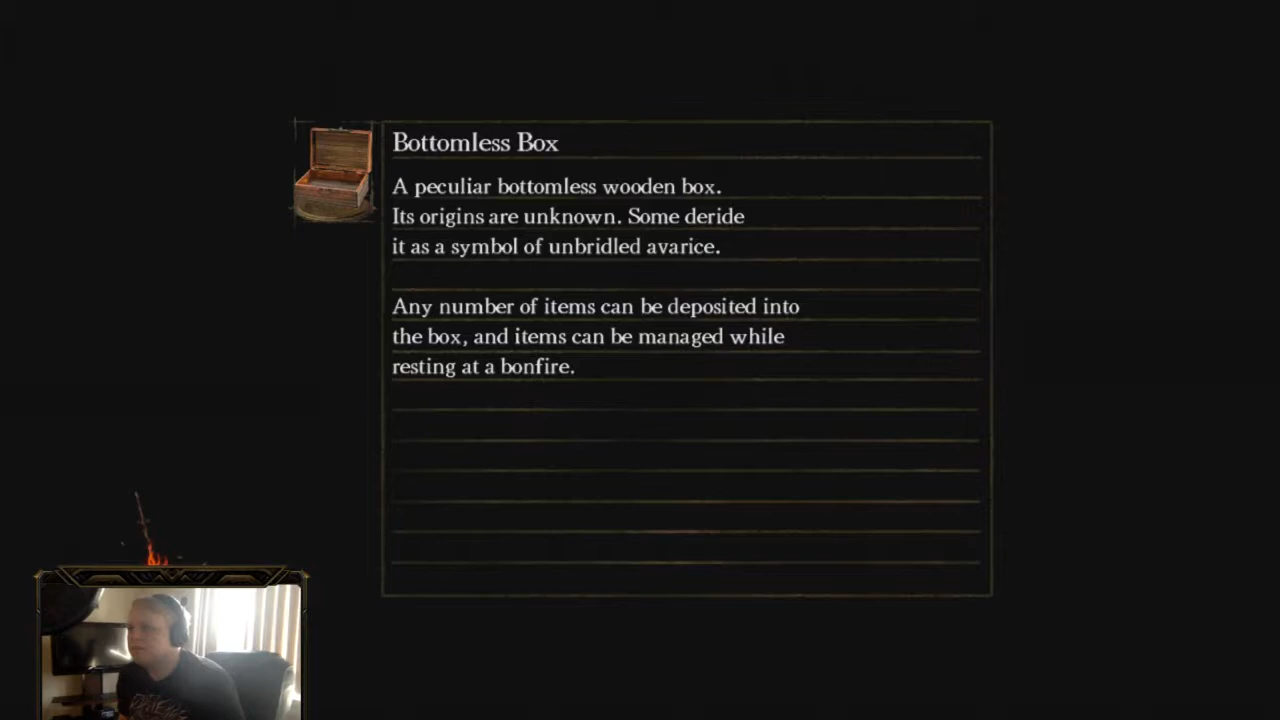 Bottomless Box
A peculiar bottomless wooden box.
Its origins are unknown. Some deride
it as a symbol of unbridled avarice.
Any number of items can be deposited into
the box, and items can be managed while
resting at a bonfire.